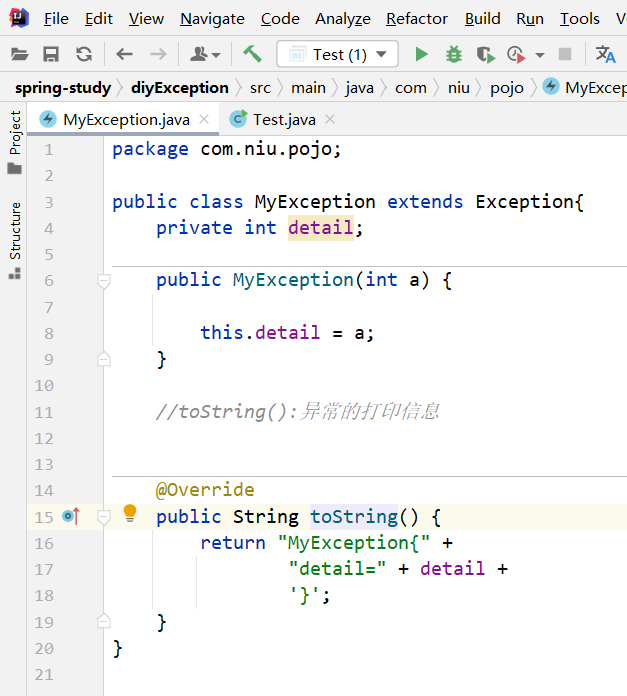 File Edit View Navigate Code Analyze Refactor Build Run Tools V
Test (1)
spring-study diyException src main java com niu pojo MyExcep
MyException.java Test.java
Project
Structure
1 package com.niu.pojo;
2
3 public class MyException extends Exception{
4 private int detail;
5
6 public MyException(int a) {
7
8 this.detail = a;
9 }
10
11 //toString():异常的打印信息
12
13
14 @Override
15 public String toString() {
16 return "MyException{" +
17 "detail=" + detail +
18 '}';
19 }
20 }
21